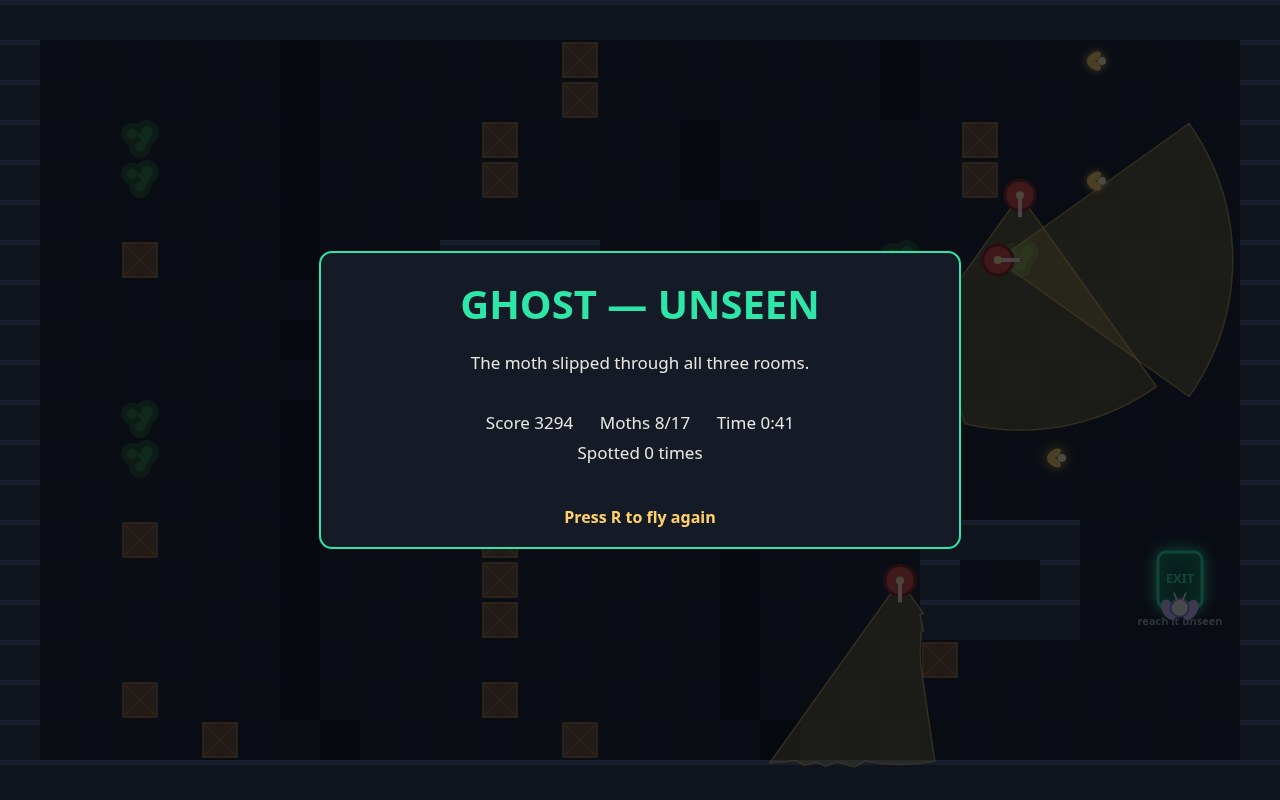 GHOST — UNSEEN
The moth slipped through all three rooms.
Score 3294 Moths 8/17 Time 0:41
Spotted 0 times
Press R to fly again
EXIT
reach it unseen